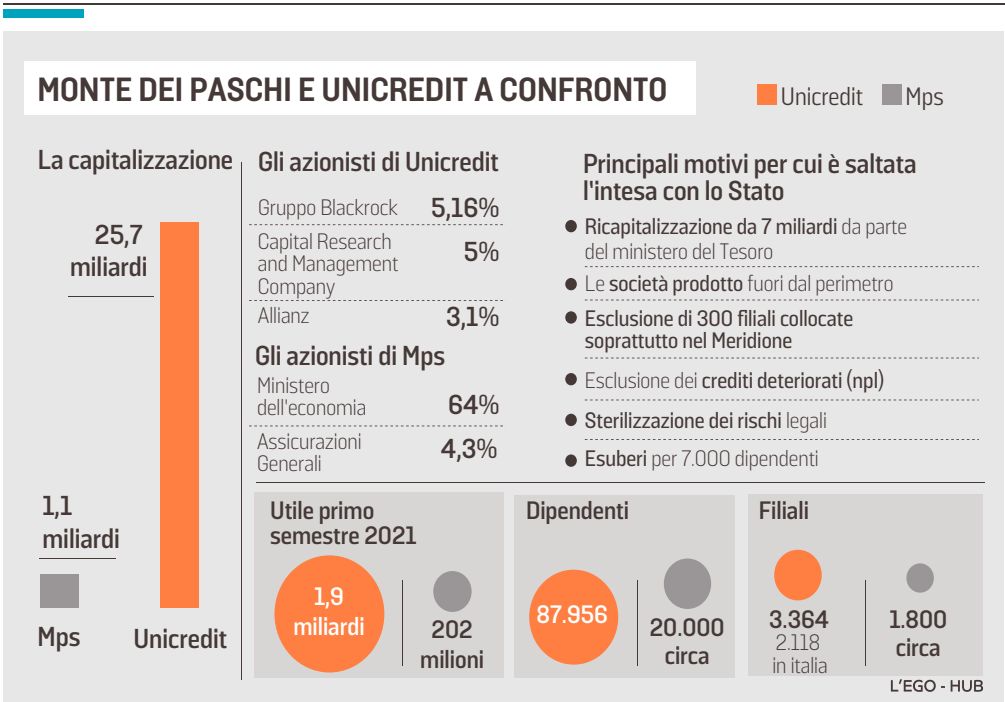 MONTE DEI PASCHI E UNICREDIT A CONFRONTO
Unicredit
Mps
La capitalizzazione
25,7
miliardi
1,1
miliardi
Mps
Unicredit
Gli azionisti di Unicredit
Gruppo Blackrock 5,16%
Capital Research
and Management
Company
5%
Allianz 3,1%
Gli azionisti di Mps
Ministero
dell'economia 64%
Assicurazioni
Generali
4,3%
Principali motivi per cui è saltata
l'intesa con lo Stato
● Ricapitalizzazione da 7 miliardi da parte
del ministero del Tesoro
● Le società prodotto fuori dal perimetro
● Esclusione di 300 filiali collocate
soprattutto nel Meridione
● Esclusione dei crediti deteriorati (npl)
● Sterilizzazione dei rischi legali
● Esuberi per 7.000 dipendenti
Utile primo
semestre 2021
1,9
miliardi
202
milioni
Dipendenti
87.956
20.000
circa
Filiali
3.364
2.118
in italia
1.800
circa
L'EGO - HUB